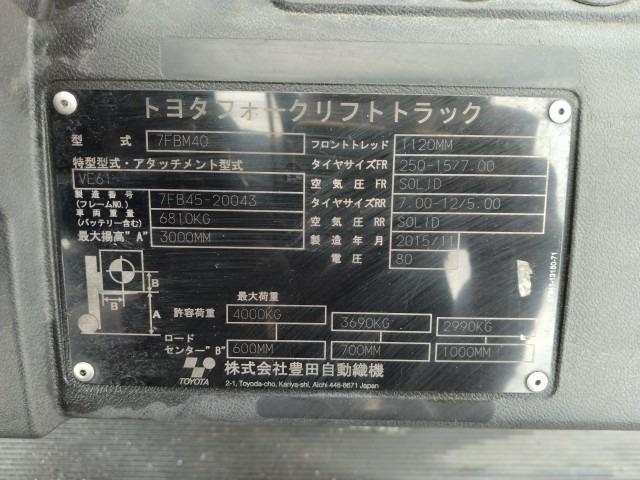 トヨタフォークリフトトラック
型式 7FBM40 フロントトレッド 1120MM
特型型式・アタッチメント型式 タイヤサイズFR 250-15/7.00
VE61 空気圧 FR SOLID
製造番号 (フレームNO.) 7FB45-20043 タイヤサイズRR 7.00-12/5.00
車両重量 (バッテリー含む) 6810KG 空気圧 RR SOLID
最大揚高"A" 3000MM 製造年月 2015/11
電圧 80
B
B
A
最大荷重
許容荷重 4000KG 3690KG 2990KG
ロード
センター"B" 600MM 700MM 1000MM
TOYOTA 株式会社豊田自動織機
2-1, Toyoda-cho, Kariya-shi, Aichi 448-8671 Japan